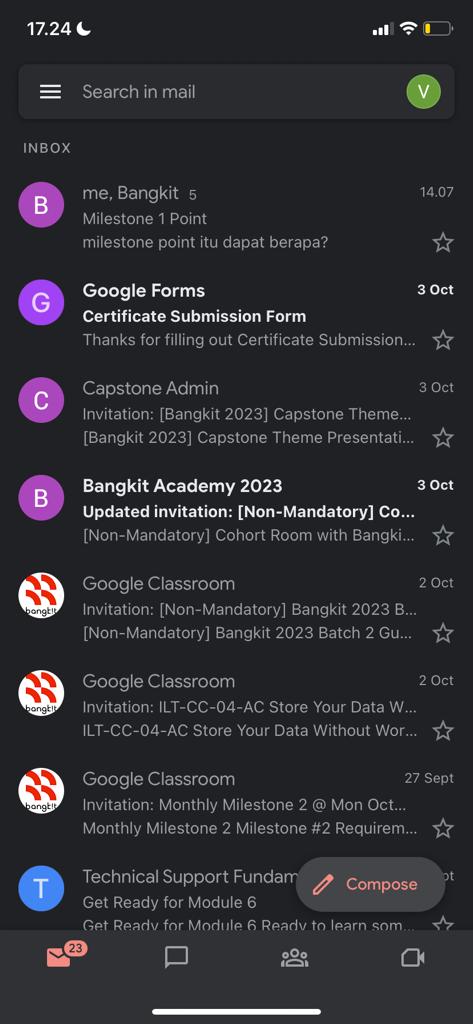 17.24
Search in mail
V
INBOX
B
me, Bangkit 5
14.07
Milestone 1 Point
milestone point itu dapat berapa?
G
Google Forms
3 Oct
Certificate Submission Form
Thanks for filling out Certificate Submission...
C
Capstone Admin
3 Oct
Invitation: [Bangkit 2023] Capstone Theme...
[Bangkit 2023] Capstone Theme Presentati...
B
Bangkit Academy 2023
3 Oct
Updated invitation: [Non-Mandatory] Co...
[Non-Mandatory] Cohort Room with Bangki...
bangk!t
Google Classroom
2 Oct
Invitation: [Non-Mandatory] Bangkit 2023 B...
[Non-Mandatory] Bangkit 2023 Batch 2 Gu...
bangk!t
Google Classroom
2 Oct
Invitation: ILT-CC-04-AC Store Your Data W...
ILT-CC-04-AC Store Your Data Without Wor...
bangk!t
Google Classroom
27 Sept
Invitation: Monthly Milestone 2 @ Mon Oct...
Monthly Milestone 2 Milestone #2 Requirem...
T
Technical Support Fundam
Compose
Get Ready for Module 6
Get Ready for Module 6 Ready to learn som...
23